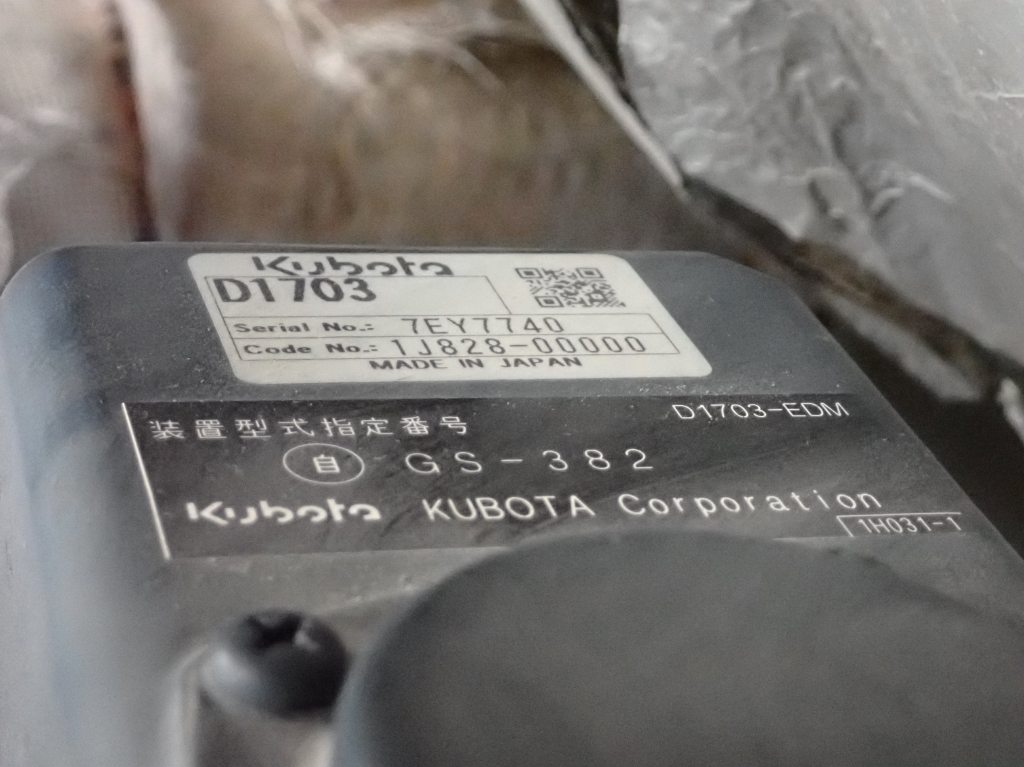 Kubota
D1703
Serial No.: 7EY7740
Code No.: 1J828-00000
MADE IN JAPAN
D1703-EDM
装置型式指定番号
自 GS-382
Kubota KUBOTA Corporation
1H031-1